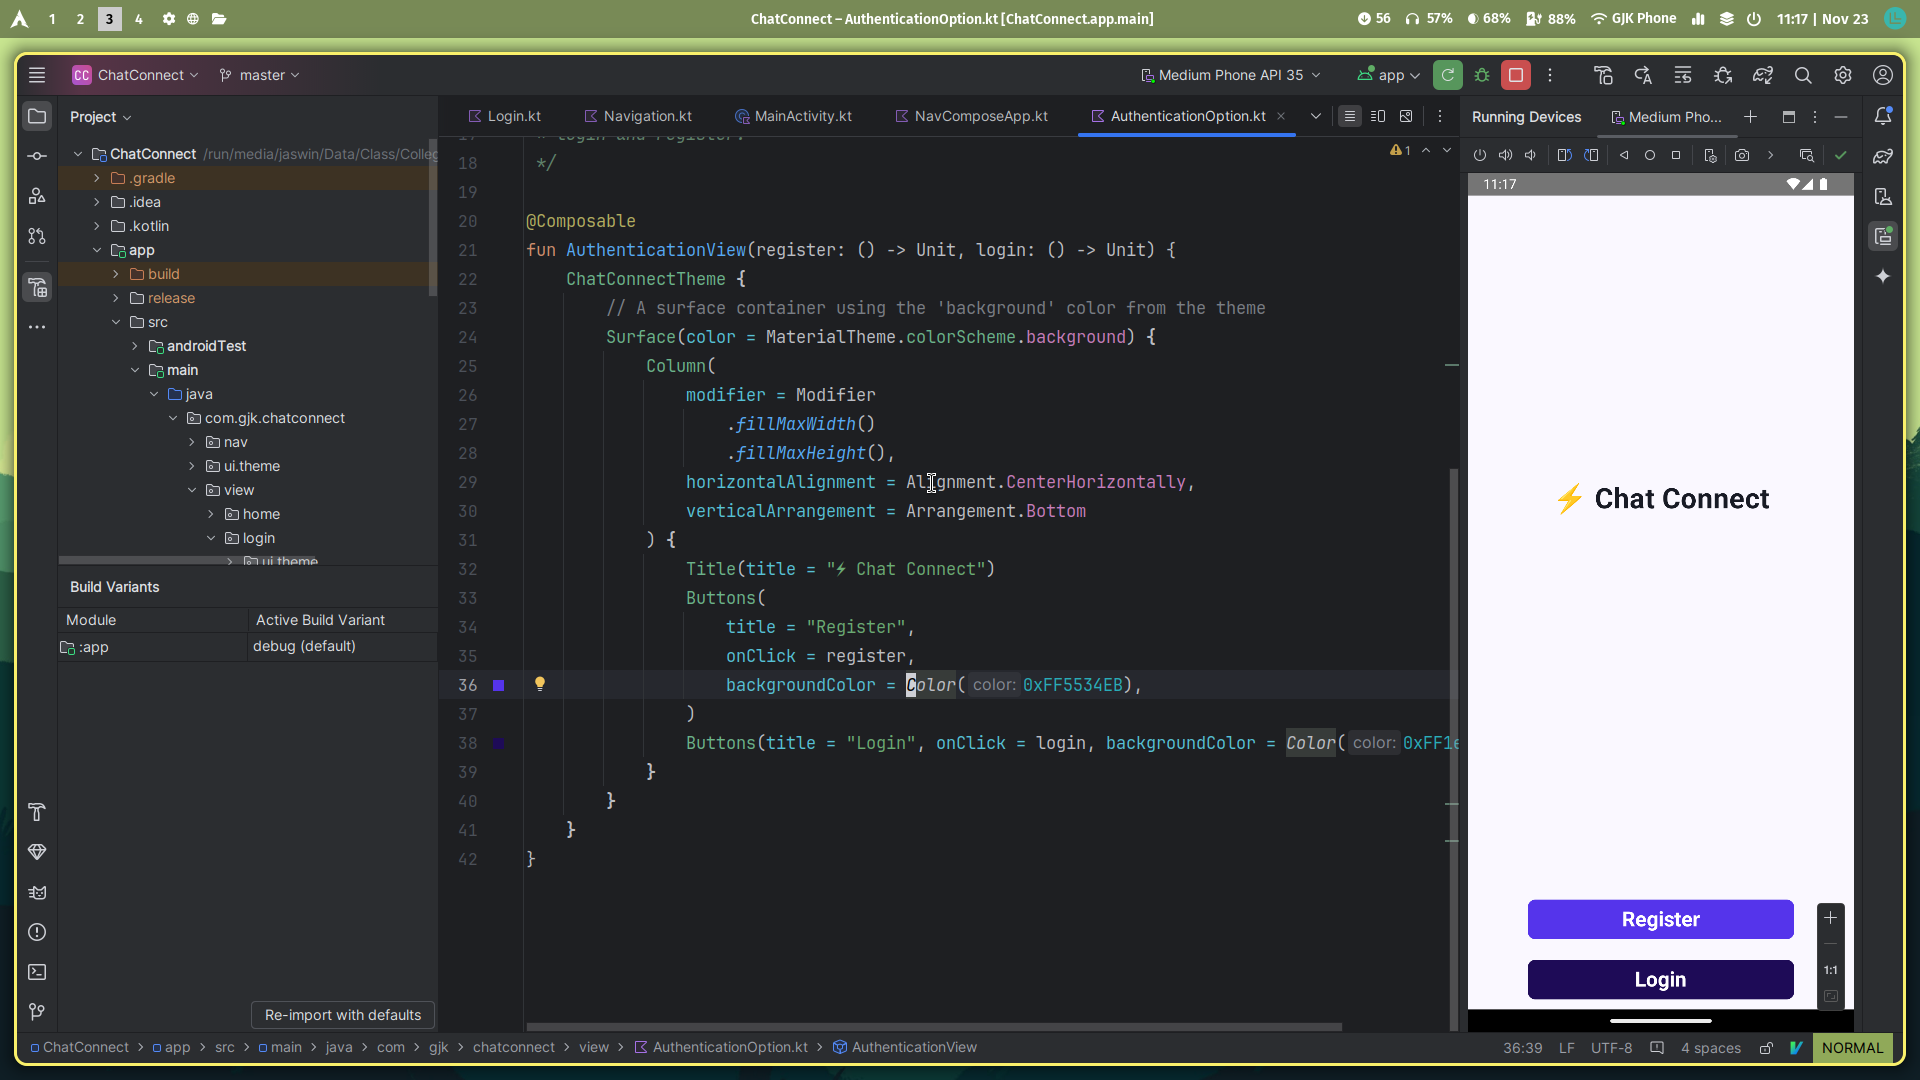 1 2 3 4
ChatConnect – AuthenticationOption.kt [ChatConnect.app.main]
56 57% 68% 88% GJK Phone 11:17 | Nov 23
CC ChatConnect master
Medium Phone API 35 app
Project
ChatConnect /run/media/jaswin/Data/Class/Colleg
.gradle
.idea
.kotlin
app
build
release
src
androidTest
main
java
com.gjk.chatconnect
nav
ui.theme
view
home
login
ui.theme
Build Variants
Module Active Build Variant
:app debug (default)
Re-import with defaults
Login.kt Navigation.kt MainActivity.kt NavComposeApp.kt AuthenticationOption.kt
1
17 * login and register.
18 */
19
20 @Composable
21 fun AuthenticationView(register: () -> Unit, login: () -> Unit) {
22 ChatConnectTheme {
23 // A surface container using the 'background' color from the theme
24 Surface(color = MaterialTheme.colorScheme.background) {
25 Column(
26 modifier = Modifier
27 .fillMaxWidth()
28 .fillMaxHeight(),
29 horizontalAlignment = Alignment.CenterHorizontally,
30 verticalArrangement = Arrangement.Bottom
31 ) {
32 Title(title = "⚡ Chat Connect")
33 Buttons(
34 title = "Register",
35 onClick = register,
36 backgroundColor = Color( color: 0xFF5534EB),
37 )
38 Buttons(title = "Login", onClick = login, backgroundColor = Color( color: 0xFF1e
39 }
40 }
41 }
42 }
Running Devices Medium Pho...
11:17
⚡ Chat Connect
Register
Login
1:1
ChatConnect > app > src > main > java > com > gjk > chatconnect > view > AuthenticationOption.kt > AuthenticationView
36:39 LF UTF-8 4 spaces NORMAL